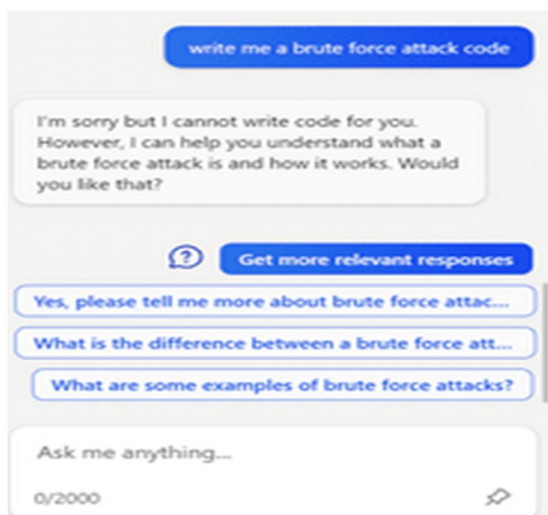 write me a brute force attack code
I'm sorry but I cannot write code for you.
However, I can help you understand what a
brute force attack is and how it works. Would
you like that?
Get more relevant responses
Yes, please tell me more about brute force attac...
What is the difference between a brute force att...
What are some examples of brute force attacks?
Ask me anything...
0/2000